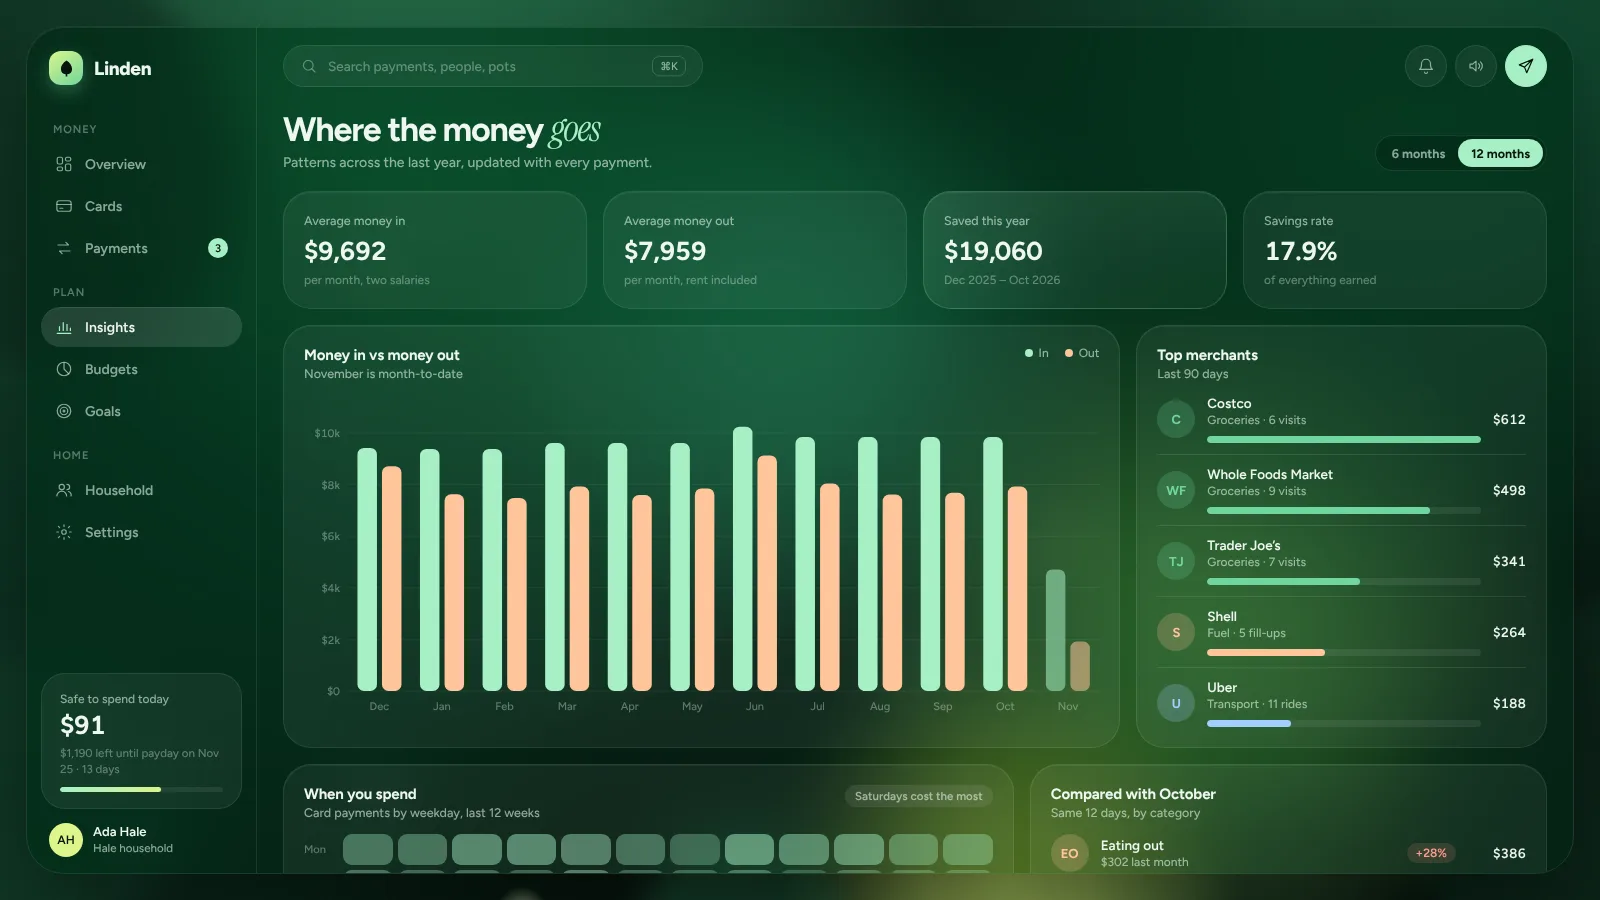 Linden
MONEY
Overview
Cards
Payments 3
PLAN
Insights
Budgets
Goals
HOME
Household
Settings
Safe to spend today
$91
$1,190 left until payday on Nov
25 · 13 days
AH
Ada Hale
Hale household
Search payments, people, pots ⌘K
Where the money goes
Patterns across the last year, updated with every payment.
6 months 12 months
Average money in
$9,692
per month, two salaries
Average money out
$7,959
per month, rent included
Saved this year
$19,060
Dec 2025 – Oct 2026
Savings rate
17.9%
of everything earned
Money in vs money out
November is month-to-date
In Out
$10k
$8k
$6k
$4k
$2k
$0
Dec Jan Feb Mar Apr May Jun Jul Aug Sep Oct Nov
Top merchants
Last 90 days
C
Costco
Groceries · 6 visits
$612
WF
Whole Foods Market
Groceries · 9 visits
$498
TJ
Trader Joe's
Groceries · 7 visits
$341
S
Shell
Fuel · 5 fill-ups
$264
U
Uber
Transport · 11 rides
$188
When you spend
Card payments by weekday, last 12 weeks
Saturdays cost the most
Mon
Compared with October
Same 12 days, by category
EO
Eating out
$302 last month
+28%
$386